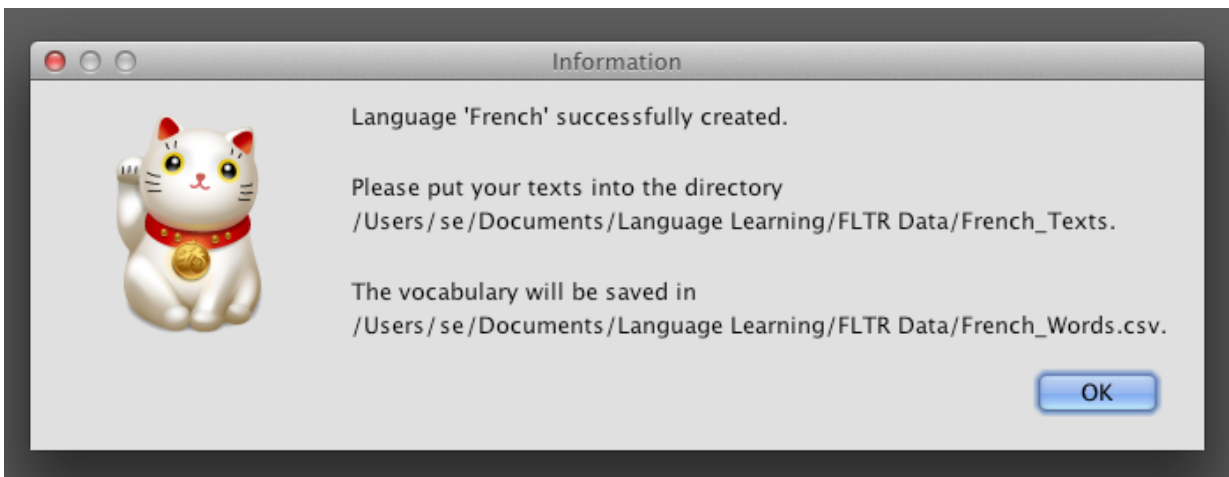 Information
Language 'French' successfully created.
Please put your texts into the directory
/Users/se/Documents/Language Learning/FLTR Data/French_Texts.
The vocabulary will be saved in
/Users/se/Documents/Language Learning/FLTR Data/French_Words.csv.
OK